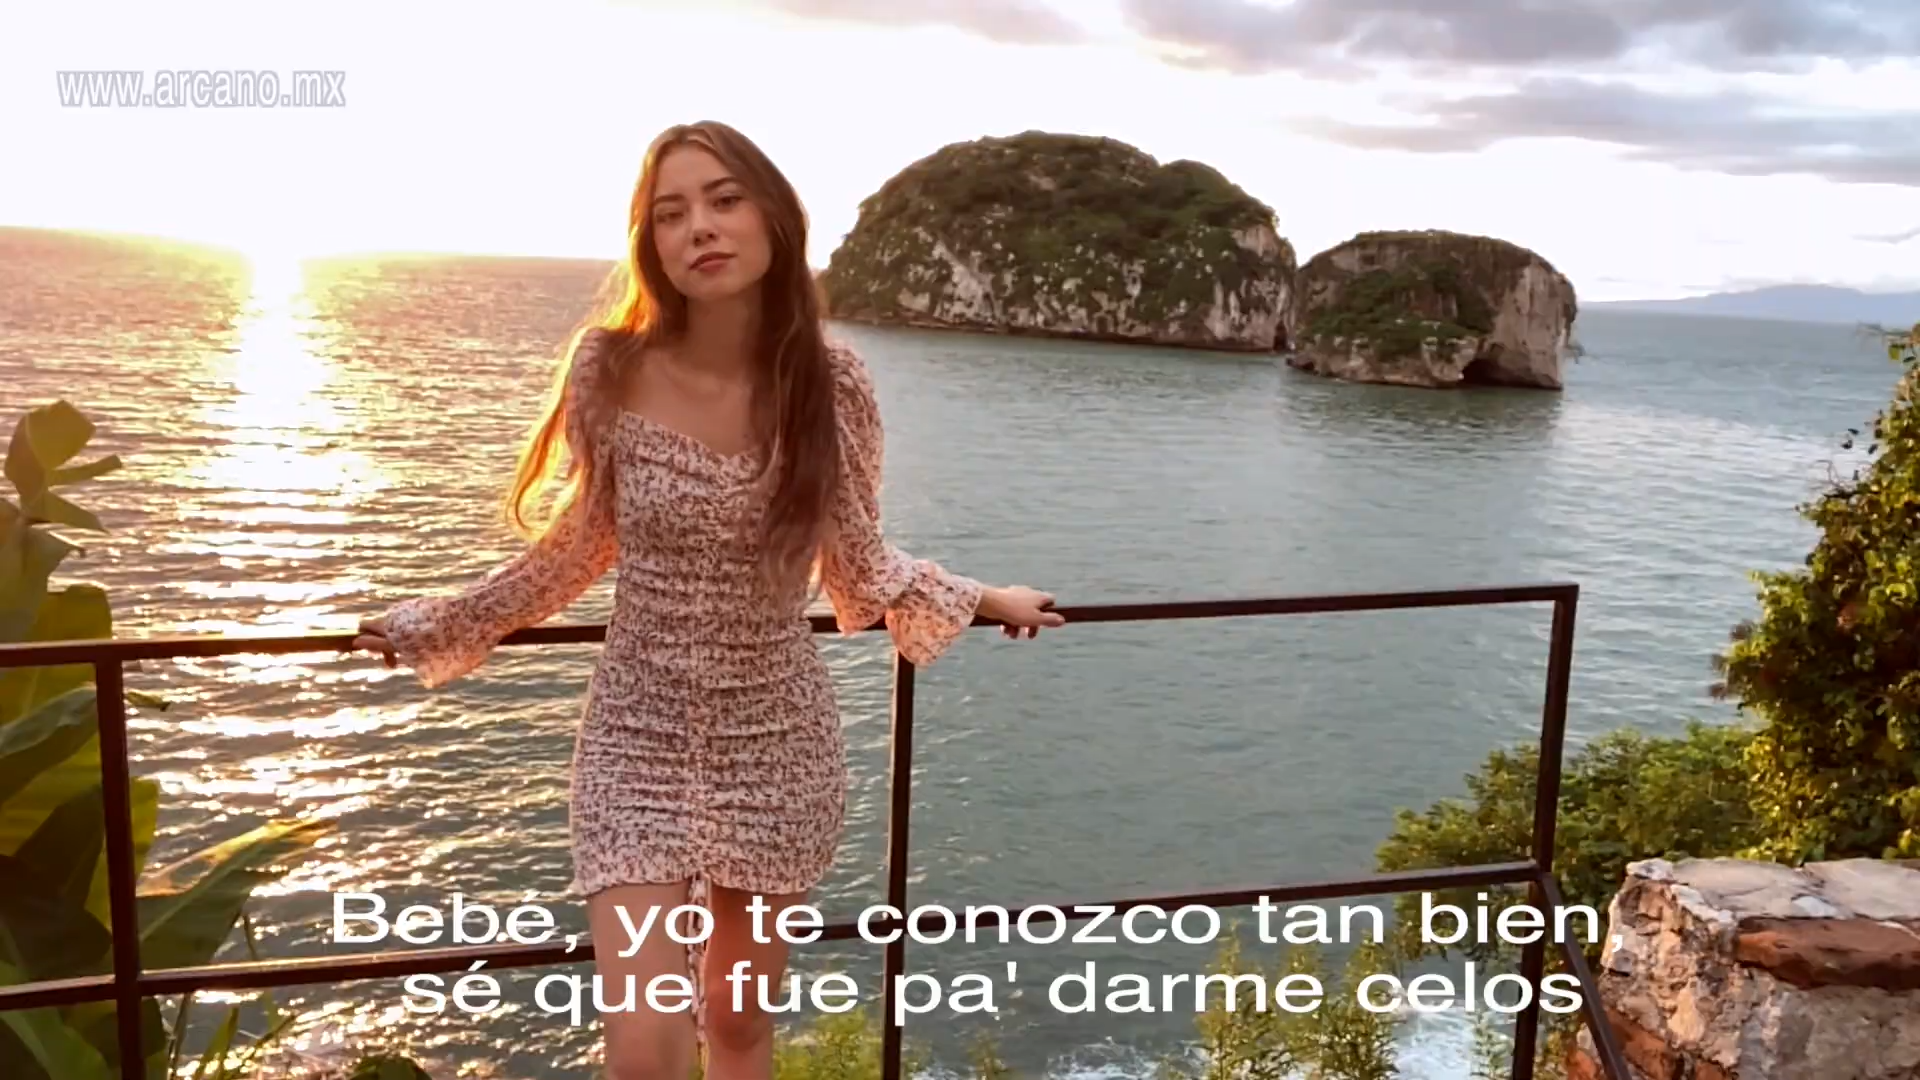 www.arcano.mx
Bebé, yo te conozco tan bien,
sé que fue pa' darme celos